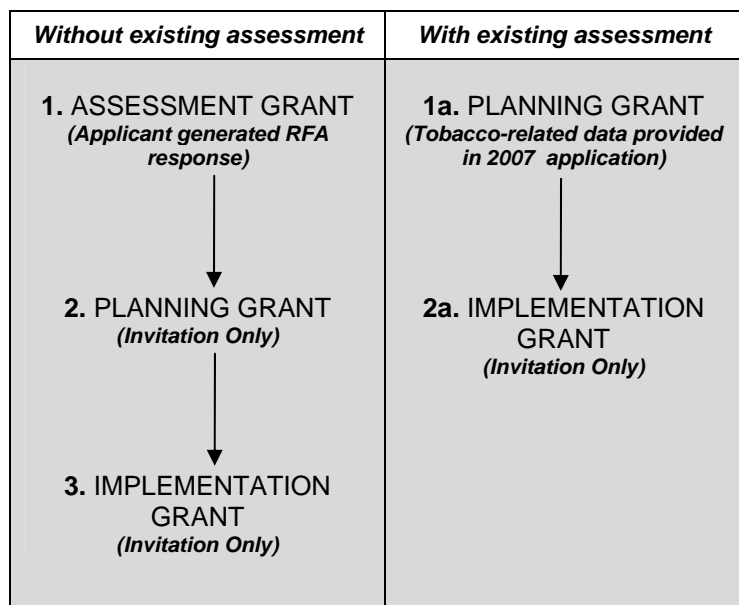 Without existing assessment
With existing assessment
1. ASSESSMENT GRANT
(Applicant generated RFA
response)
2. PLANNING GRANT
(Invitation Only)
3. IMPLEMENTATION
GRANT
(Invitation Only)
1a. PLANNING GRANT
(Tobacco-related data provided
in 2007 application)
2a. IMPLEMENTATION
GRANT
(Invitation Only)